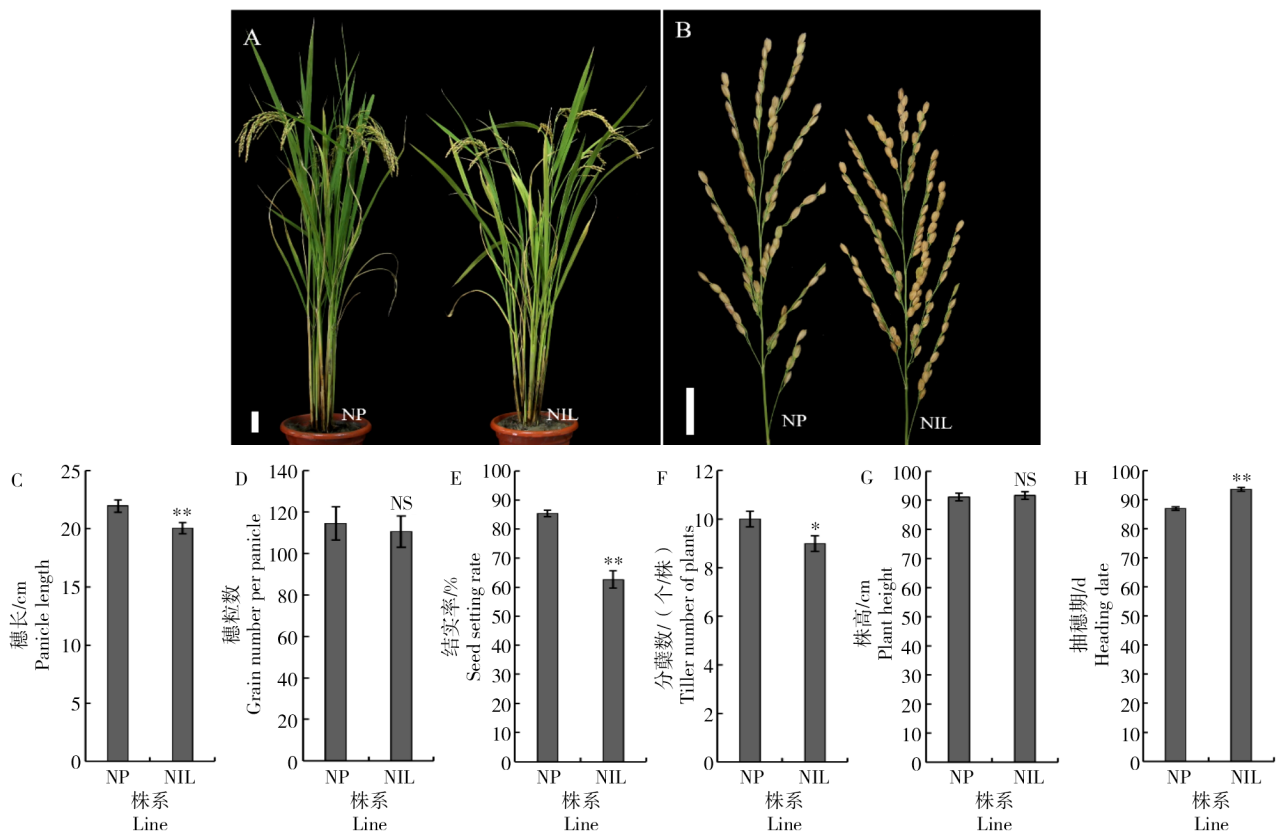 A
NP
NIL
B
NP
NIL
C
穗长/cm
Panicle length
25
20
15
10
5
0
**
NP
NIL
株系
Line
D
穗粒数
Grain number per panicle
140
120
100
80
60
40
20
0
NS
NP
NIL
株系
Line
E
结实率/%
Seed setting rate
100
90
80
70
60
50
40
30
20
10
0
**
NP
NIL
株系
Line
F
分蘖数/（个/株）
Tiller number of plants
12
10
8
6
4
2
0
*
NP
NIL
株系
Line
G
株高/cm
Plant height
100
90
80
70
60
50
40
30
20
10
0
NS
NP
NIL
株系
Line
H
抽穗期/d
Heading date
100
90
80
70
60
50
40
30
20
10
0
**
NP
NIL
株系
Line